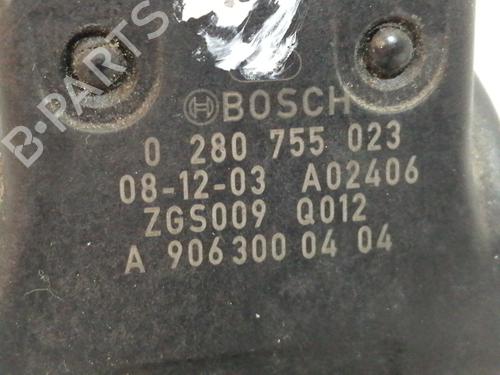 BOSCH
0 280 755 023
08-12-03 A02406
ZGS009 Q012
A 906 300 04 04
B-PARTS